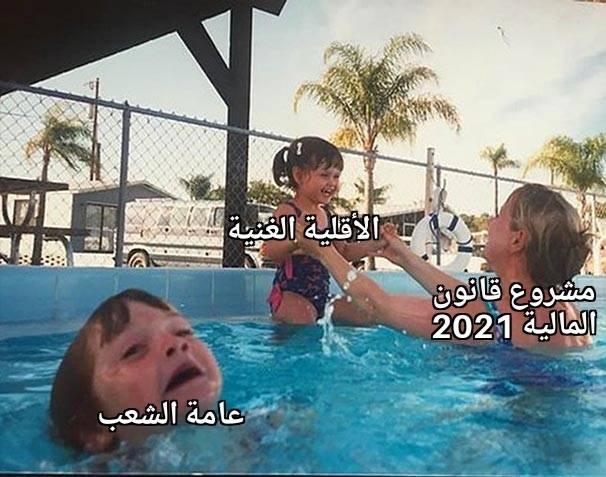 الأقلية الغنية
مشروع قانون
المالية 2021
عامة الشعب